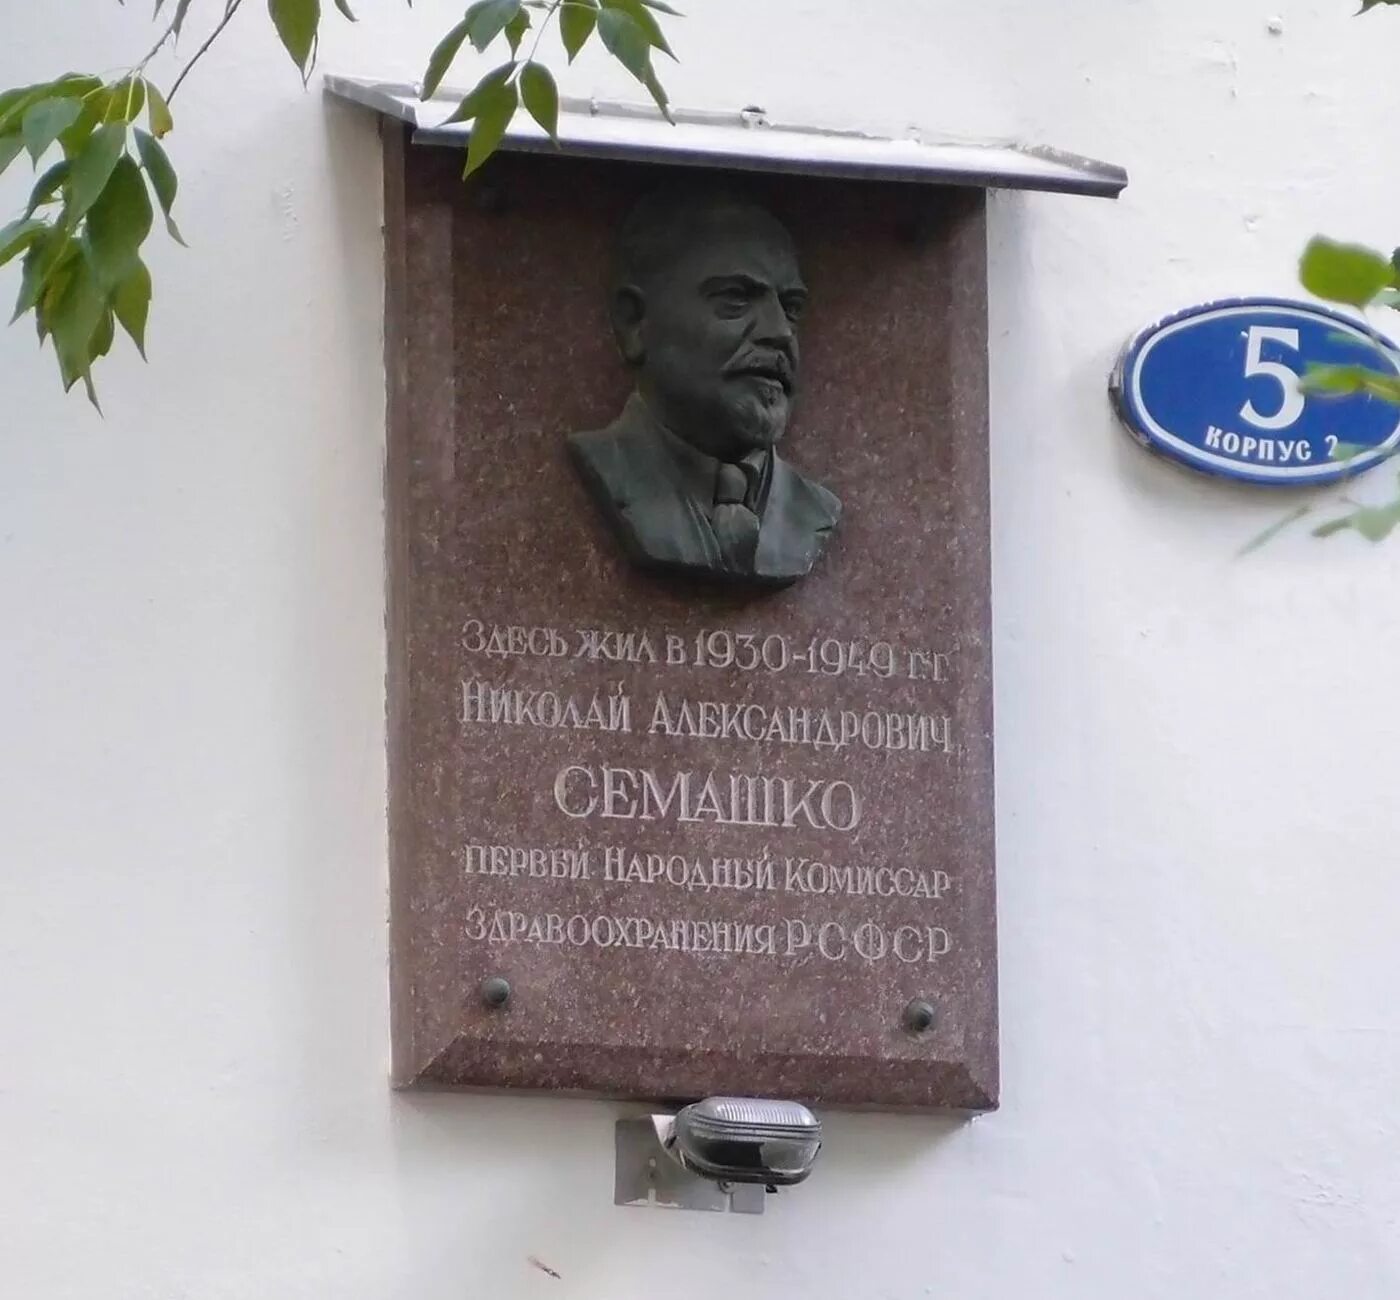 Здесь жил в 1930-1949 г.г.
Николай Александрович
СЕМАШКО
первый Народный комиссар
Здравоохранения РСФСР
5
КОРПУС 2